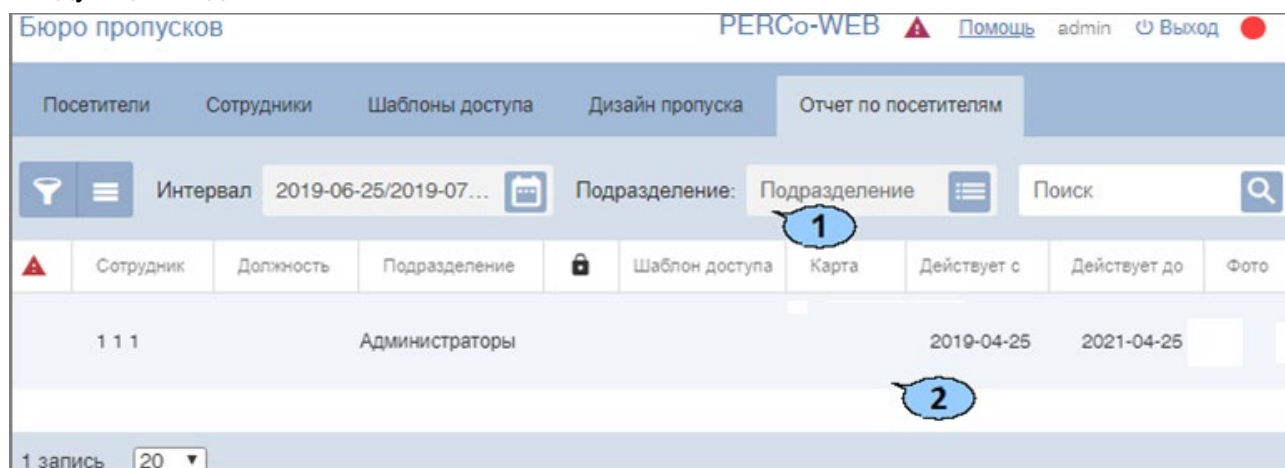 Бюро пропусков PERCo-WEB Помощь admin Выход
Посетители Сотрудники Шаблоны доступа Дизайн пропуска Отчет по посетителям
Интервал 2019-06-25/2019-07... Подразделение: Подразделение Поиск
1
Сотрудник Должность Подразделение Шаблон доступа Карта Действует с Действует до Фото
1 1 1 Администраторы 2019-04-25 2021-04-25
2
1 запись 20